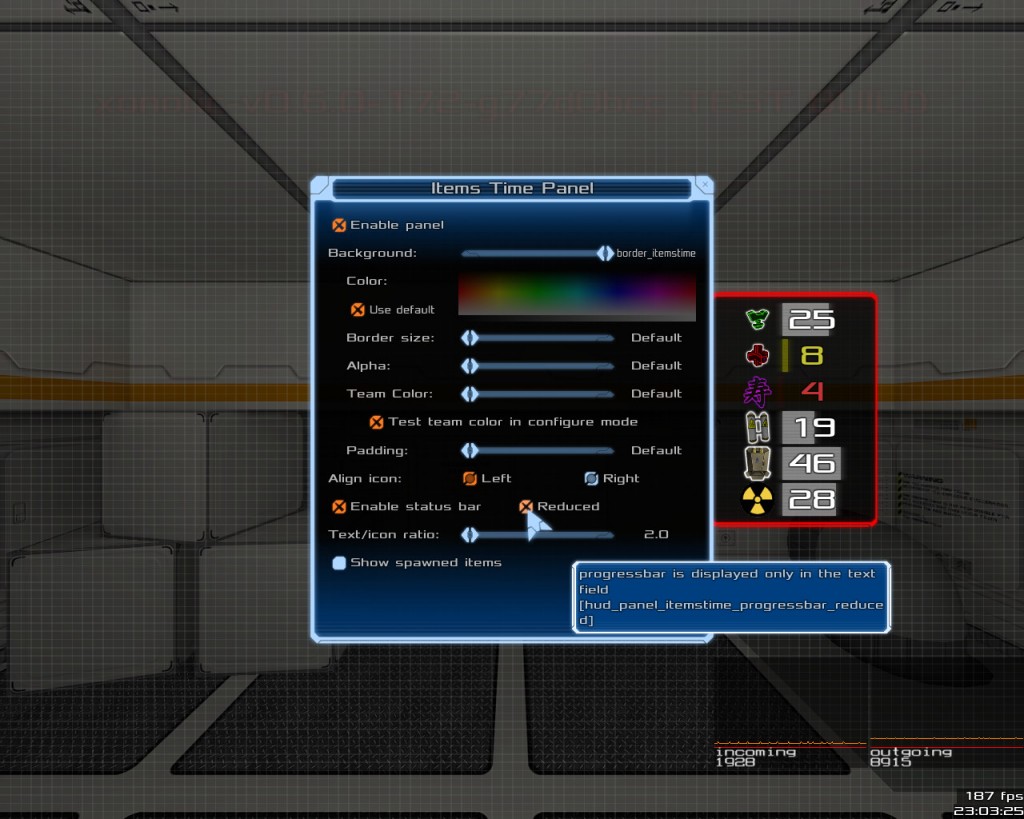 Items Time Panel
Enable panel
Background: border_itemstime
Color:
Use default
Border size: Default
Alpha: Default
Team Color: Default
Test team color in configure mode
Padding: Default
Align icon: Left Right
Enable status bar Reduced
Text/icon ratio: 2.0
Show spawned items
25
8
寿 4
19
46
28
progressbar is displayed only in the text
field
[hud_panel_itemstime_progressbar_reduce
d]
incoming outgoing
1928 8915
187 fps
23:03:25